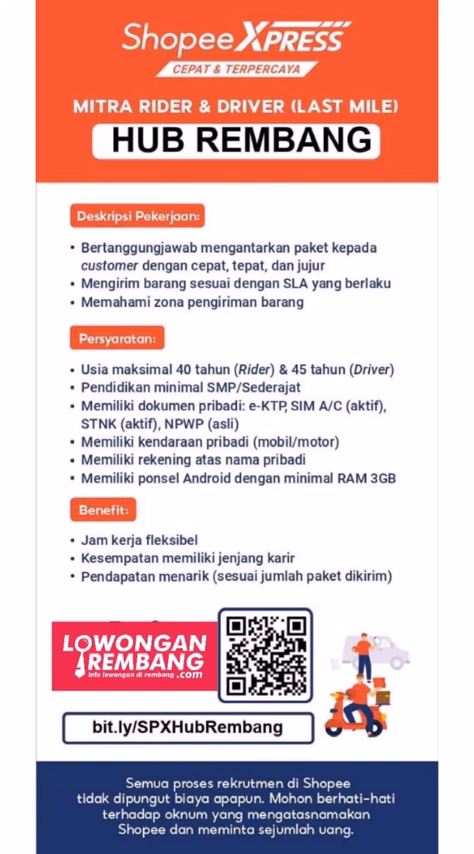 Shopee XPRESS
CEPAT & TERPERCAYA
MITRA RIDER & DRIVER (LAST MILE)
HUB REMBANG
Deskripsi Pekerjaan:
• Bertanggungjawab mengantarkan paket kepada
customer dengan cepat, tepat, dan jujur
• Mengirim barang sesuai dengan SLA yang berlaku
• Memahami zona pengiriman barang
Persyaratan:
• Usia maksimal 40 tahun (Rider) & 45 tahun (Driver)
• Pendidikan minimal SMP/Sederajat
• Memiliki dokumen pribadi: e-KTP, SIM A/C (aktif),
STNK (aktif), NPWP (asli)
• Memiliki kendaraan pribadi (mobil/motor)
• Memiliki rekening atas nama pribadi
• Memiliki ponsel Android dengan minimal RAM 3GB
Benefit:
• Jam kerja fleksibel
• Kesempatan memiliki jenjang karir
• Pendapatan menarik (sesuai jumlah paket dikirim)
LOWONGAN
REMBANG
info lowongan di rembang .com
bit.ly/SPXHubRembang
Semua proses rekrutmen di Shopee
tidak dipungut biaya apapun. Mohon berhati-hati
terhadap oknum yang mengatasnamakan
Shopee dan meminta sejumlah uang.